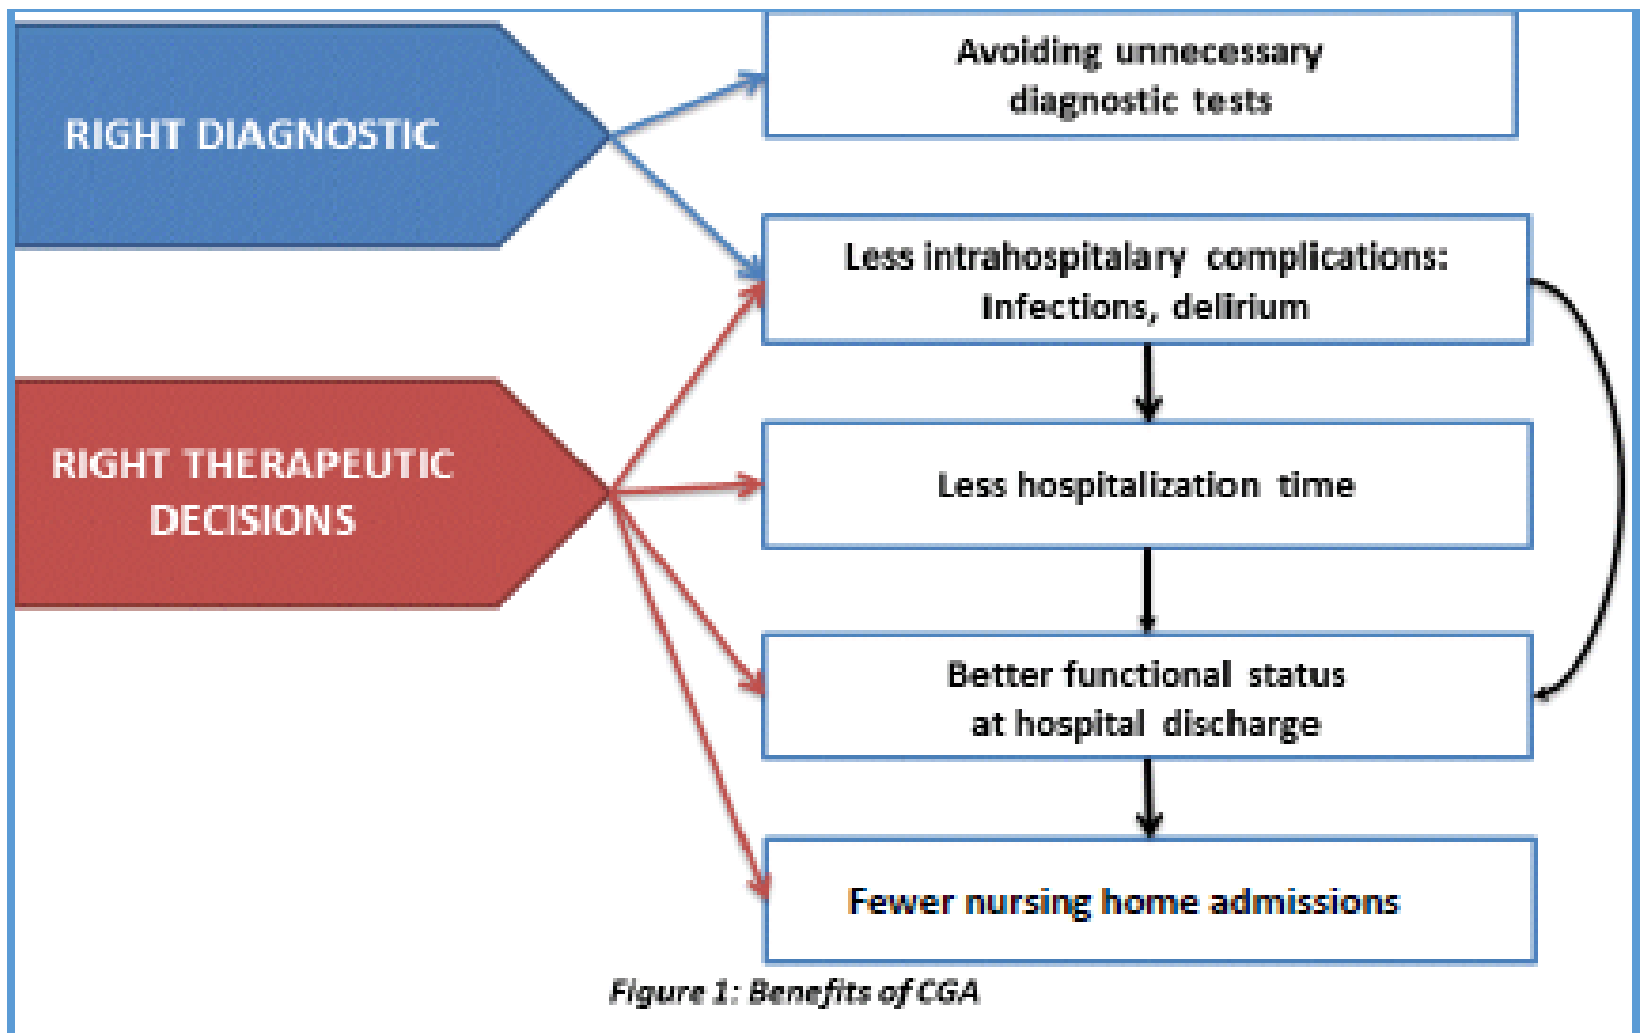 RIGHT DIAGNOSTIC
Avoiding unnecessary
diagnostic tests
Less intrahospitalary complications:
Infections, delirium
RIGHT THERAPEUTIC
DECISIONS
Less hospitalization time
Better functional status
at hospital discharge
Fewer nursing home admissions
Figure 1: Benefits of CGA